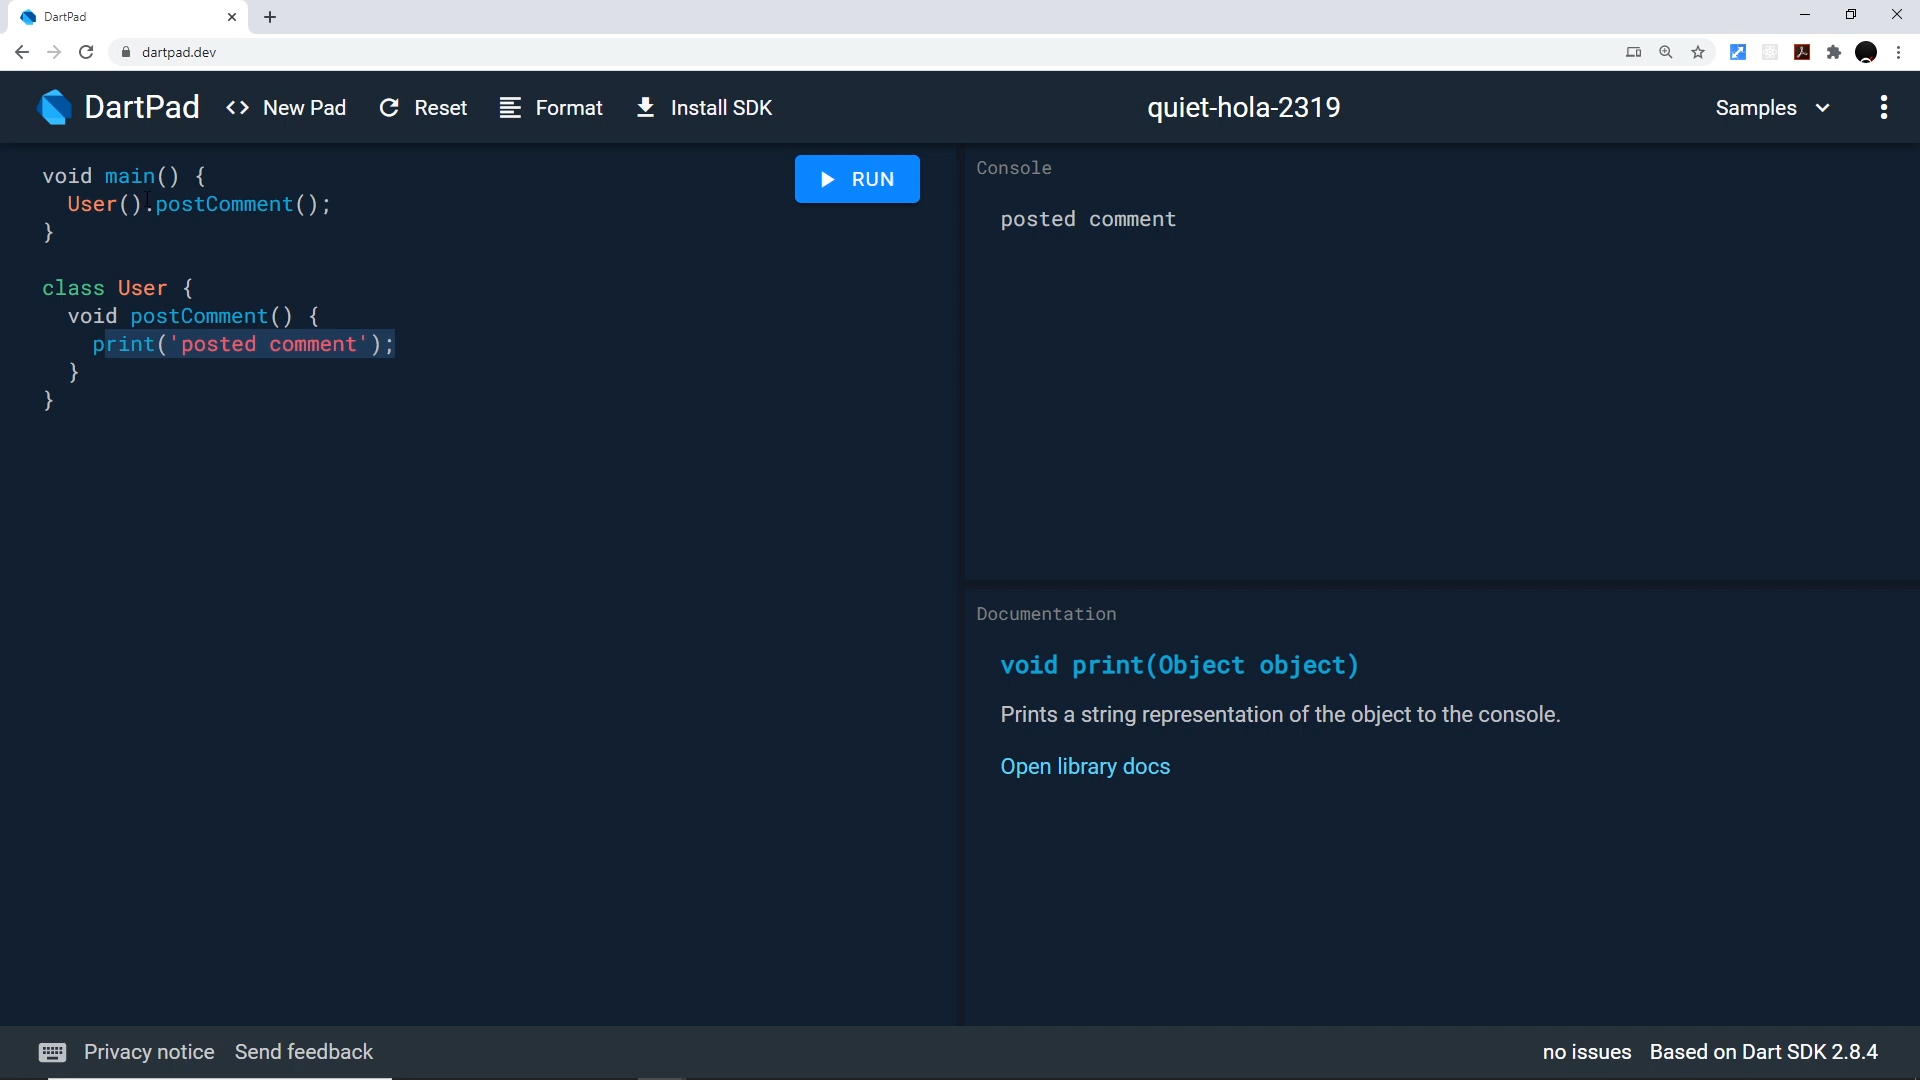 DartPad
dartpad.dev
DartPad
New Pad
Reset
Format
Install SDK
quiet-hola-2319
Samples
void main() {
  User().postComment();
}
RUN
class User {
  void postComment() {
    print('posted comment');
  }
}
Console
posted comment
Documentation
void print(Object object)
Prints a string representation of the object to the console.
Open library docs
Privacy notice
Send feedback
no issues
Based on Dart SDK 2.8.4